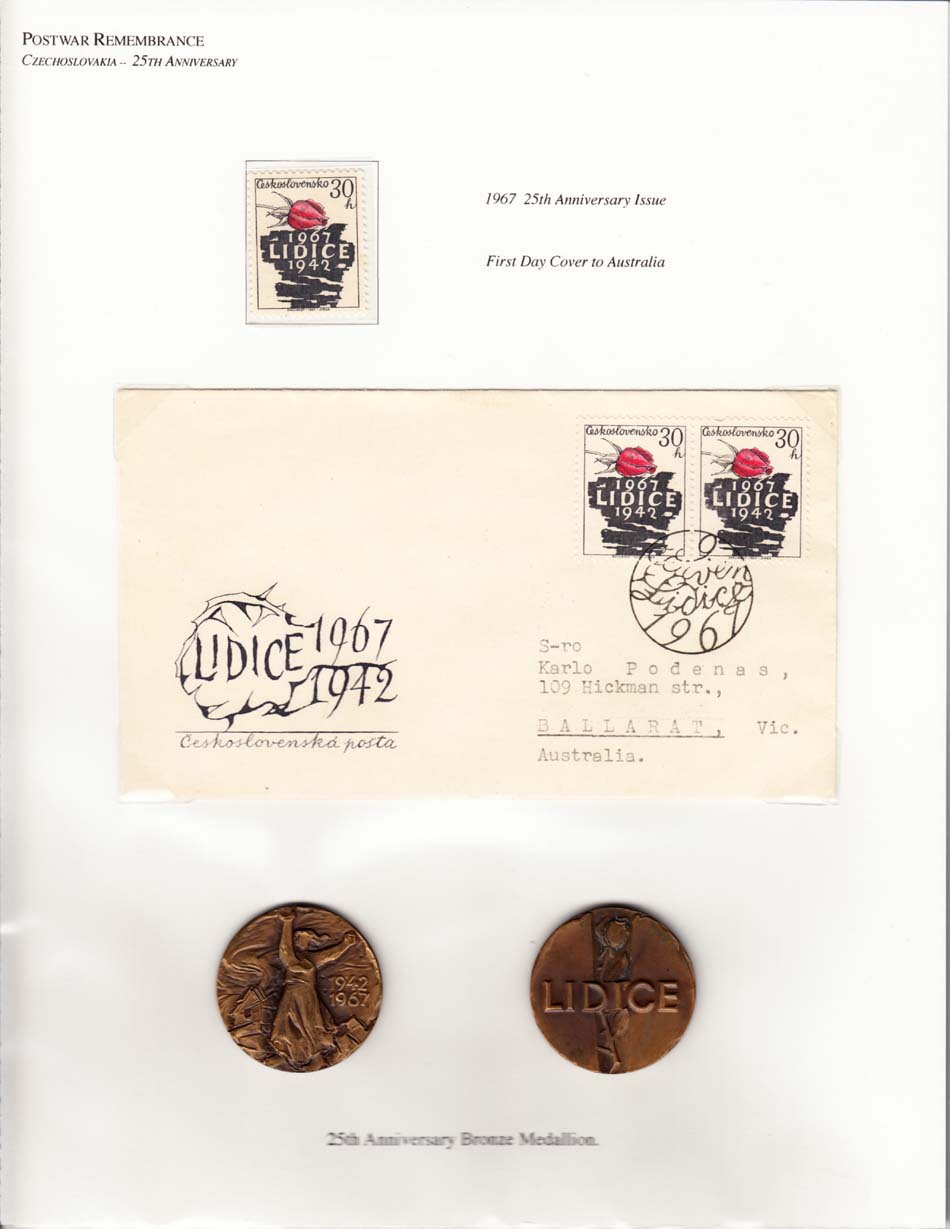 POSTWAR REMEMBRANCE
CZECHOSLOVAKIA -- 25TH ANNIVERSARY
Československo 30
h
1967
LIDICE
1942
1967 25th Anniversary Issue
First Day Cover to Australia
Československo 30
h
1967
LIDICE
1942
Československo 30
h
1967
LIDICE
1942
Lidice
1967
LIDICE 1967
1942
Československá pošta
S-ro
Karlo Podenas,
109 Hickman str.,
BALLARAT, Vic.
Australia.
1942
1967
LIDICE
25th Anniversary Bronze Medallion.